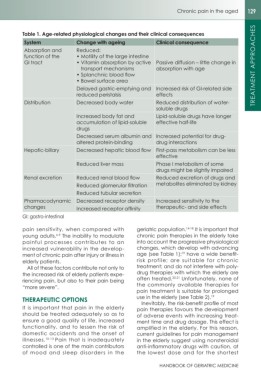 Chronic pain in the aged 129
TREATMENT APPROACHES
Table 1. Age-related physiological changes and their clinical consequences
System Change with ageing Clinical consequence
Absorption and function of the GI tract
Reduced:
• Motility of the large intestine
• Vitamin absorption by active transport mechanisms
• Splanchnic blood flow
• Bowel surface area
Passive diffusion – little change in absorption with age
Delayed gastric-emptying and reduced peristalsis
Increased risk of GI-related side effects
Distribution
Decreased body water
Reduced distribution of water-soluble drugs
Increased body fat and accumulation of lipid-soluble drugs
Lipid-soluble drugs have longer effective half-life
Decreased serum albumin and altered protein-binding
Increased potential for drug-drug interactions
Hepatic-biliary
Decreased hepatic blood flow
First-pass metabolism can be less effective
Reduced liver mass
Phase I metabolism of some drugs might be slightly impaired
Renal excretion
Reduced renal blood flow
Reduced glomerular filtration
Reduced tubular secretion
Reduced excretion of drugs and metabolites eliminated by kidney
Pharmacodynamic changes
Decreased receptor density
Increased receptor affinity
Increased sensitivity to the therapeutic- and side effects
GI: gastro-intestinal
pain sensitivity, when compared with
young adults. The inability to modulate
painful processes contributes to an
increased vulnerability in the develop-
ment of chronic pain after injury or illness in
elderly patients.
All of these factors contribute not only to
the increased risk of elderly patients expe-
riencing pain, but also to their pain being
"more severe".
THERAPEUTIC OPTIONS
It is important that pain in the elderly
should be treated adequately so as to
ensure a good quality of life, increased
functionality, and to lessen the risk of
domestic accidents and the onset of
illnesses. Pain that is inadequately
controlled is one of the main contributors
of mood and sleep disorders in the
geriatric population. It is important that
chronic pain therapies in the elderly take
into account the progressive physiological
changes, which develop with advancing
age (see Table 1); have a wide benefit-
risk profile; are suitable for chronic
treatment; and do not interfere with poly-
drug therapies with which the elderly are
often treated. Unfortunately, none of
the commonly available therapies for
pain treatment is suitable for prolonged
use in the elderly (see Table 2).
Inevitably, the risk-benefit profile of most
pain therapies favours the development
of adverse events with increasing treat-
ment time and drug dosage. The effect is
amplified in the elderly. For this reason,
current guidelines for pain management
in the elderly suggest using nonsteroidal
anti-inflammatory drugs with caution, at
the lowest dose and for the shortest
HANDBOOK OF GERIATRIC MEDICINE